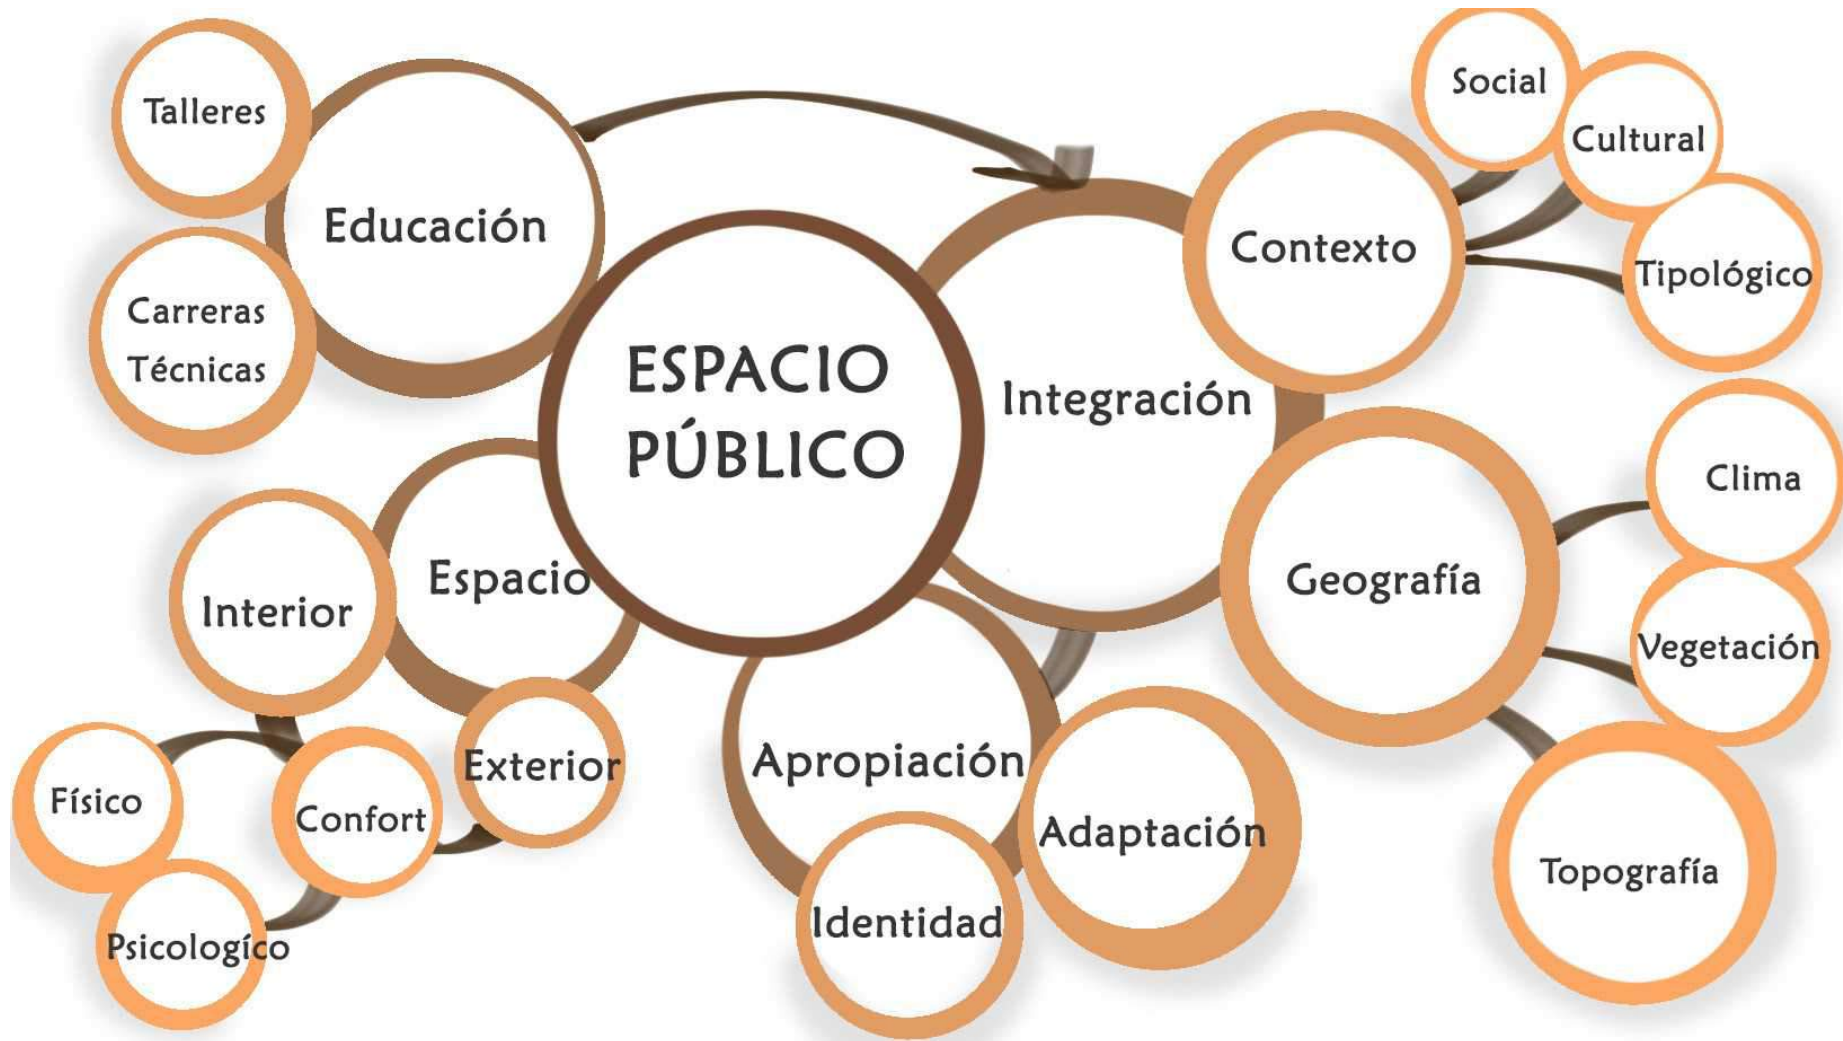 Talleres
Educación
Carreras
Técnicas
ESPACIO
PÚBLICO
Integración
Contexto
Social
Cultural
Tipológico
Geografía
Clima
Vegetación
Topografía
Espacio
Interior
Exterior
Confort
Físico
Psicologíco
Apropiación
Adaptación
Identidad